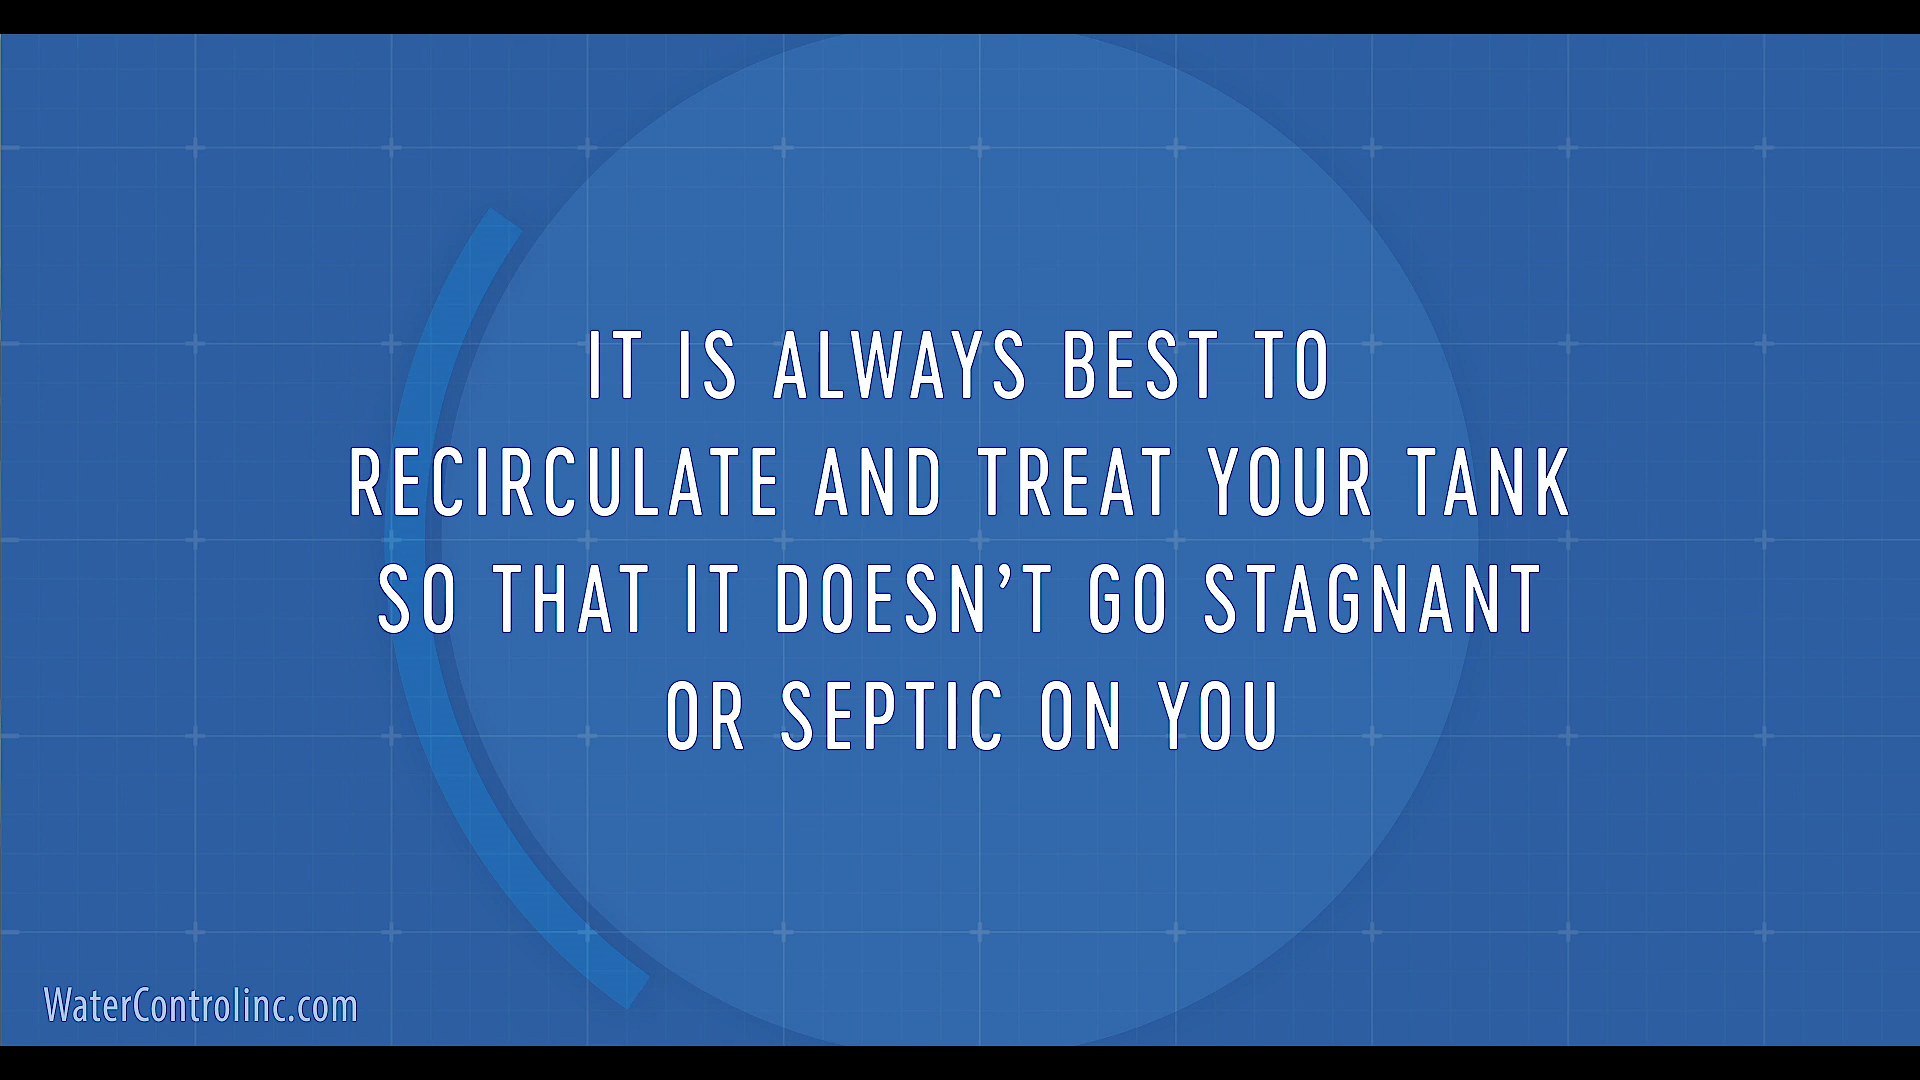 IT IS ALWAYS BEST TO
RECIRCULATE AND TREAT YOUR TANK
SO THAT IT DOESN’T GO STAGNANT
OR SEPTIC ON YOU
WaterControlinc.com